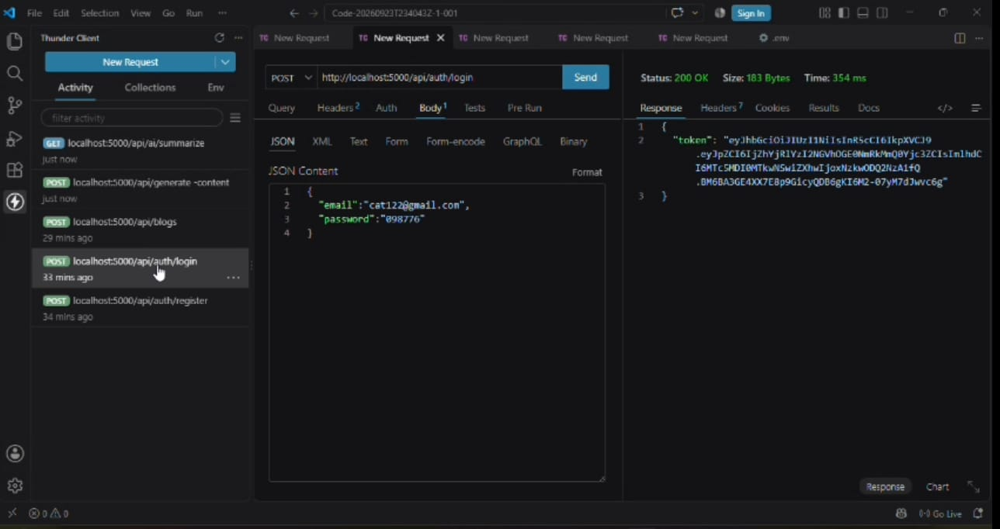 File Edit Selection View Go Run ··· ← → Code-20260923T234043Z-1-001 Sign In
Thunder Client
New Request
Activity Collections Env
filter activity
GET localhost:5000/api/ai/summarize
just now
POST localhost:5000/api/generate -content
just now
POST localhost:5000/api/blogs
29 mins ago
POST localhost:5000/api/auth/login
33 mins ago
POST localhost:5000/api/auth/register
34 mins ago
TC New Request TC New Request × TC New Request TC New Request TC New Request .env
POST http://localhost:5000/api/auth/login Send
Query Headers 2 Auth Body 1 Tests Pre Run
JSON XML Text Form Form-encode GraphQL Binary
JSON Content Format
1 {
2 "email":"cat122@gmail.com",
3 "password":"098776"
4 }
Status: 200 OK Size: 183 Bytes Time: 354 ms
Response Headers 7 Cookies Results Docs </>
1 {
2 "token":
3 }
Response Chart
0 0 Go Live